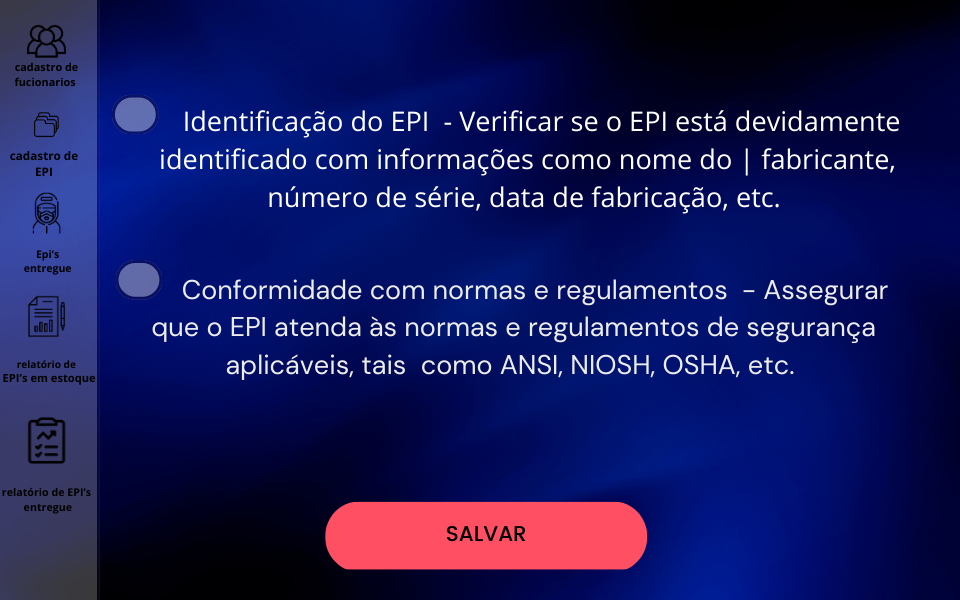 cadastro de
fucionarios
cadastro de
EPI
Epi's
entregue
relatório de
EPI's em estoque
relatório de EPI's
entregue
Identificação do EPI - Verificar se o EPI está devidamente
identificado com informações como nome do | fabricante,
número de série, data de fabricação, etc.
Conformidade com normas e regulamentos - Assegurar
que o EPI atenda às normas e regulamentos de segurança
aplicáveis, tais como ANSI, NIOSH, OSHA, etc.
SALVAR